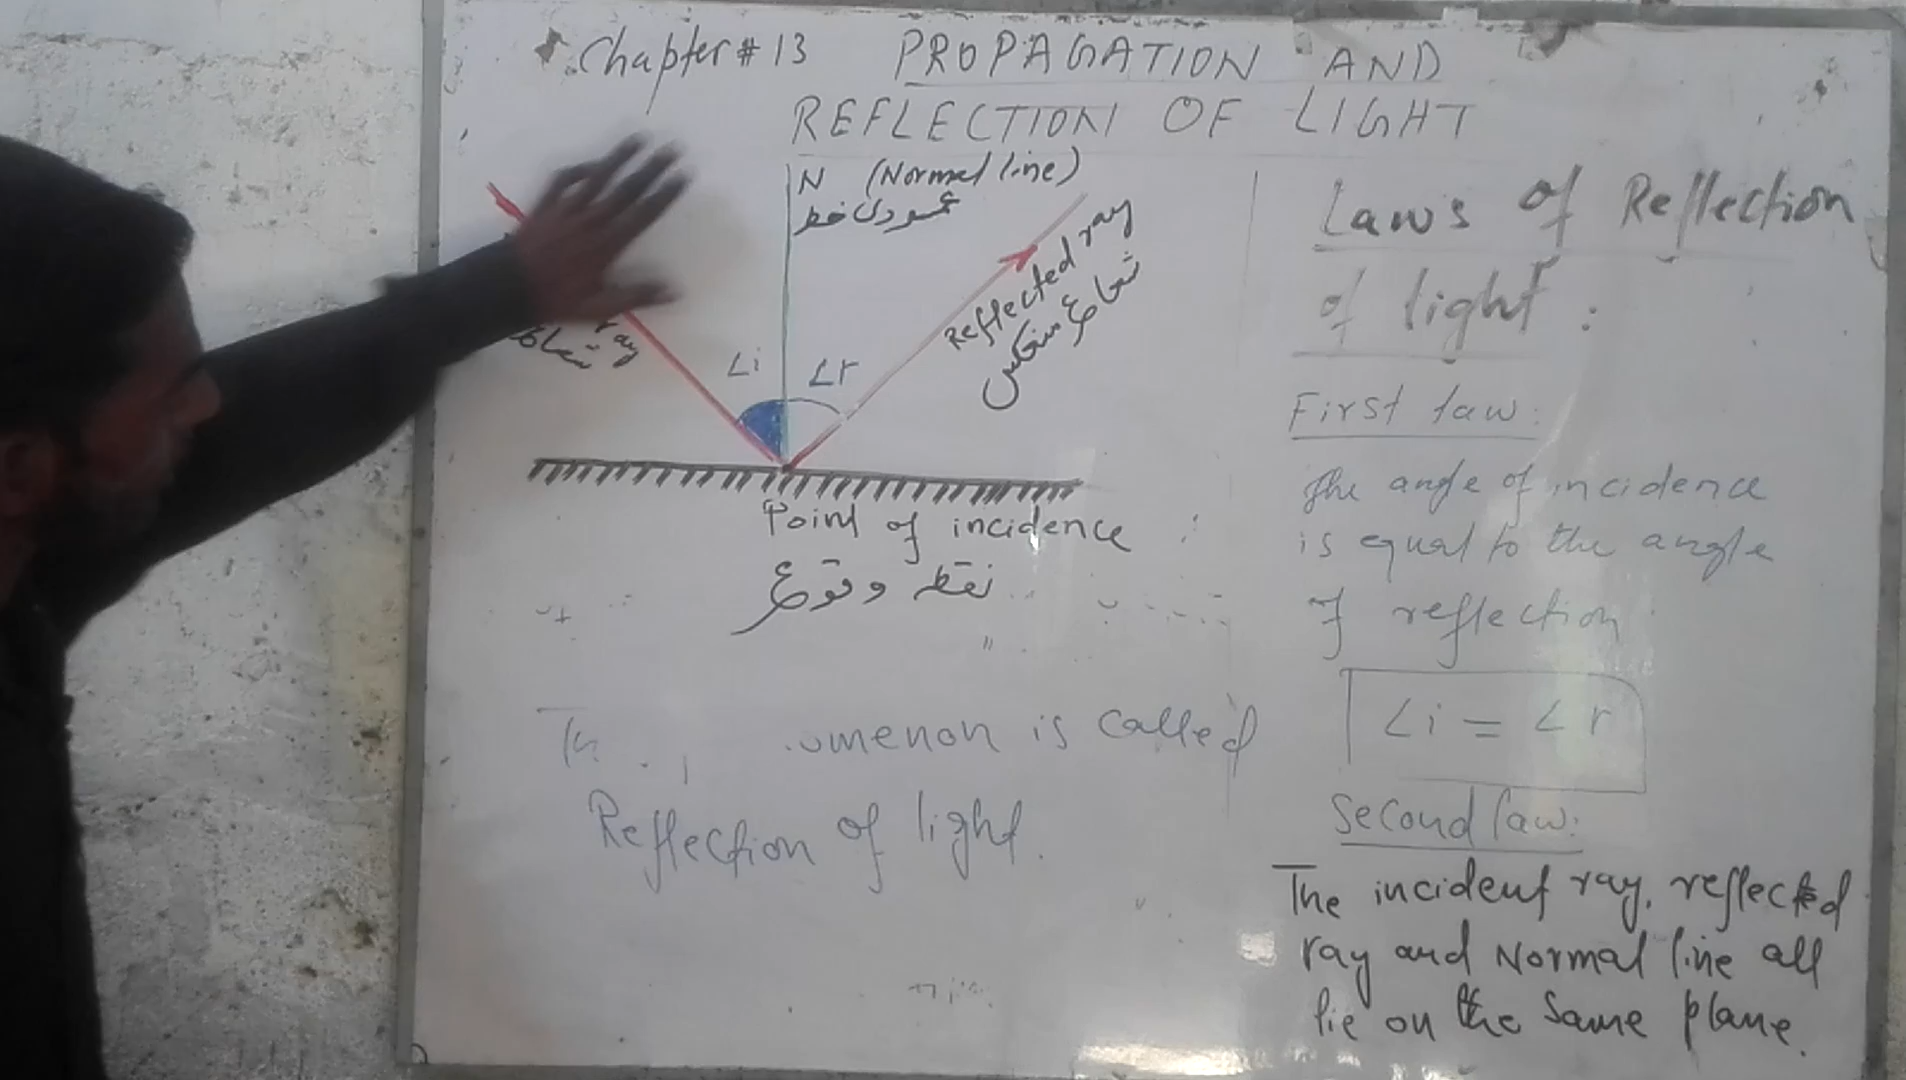 Chapter # 13 PROPAGATION AND
REFLECTION OF LIGHT
N (Normal line)
عمودی خط
Reflected ray
شعاع منعکس
ray
شعاع
∠i
∠r
Point of incidence
نقطہ وقوع
omenon is called
Reflection of light.
Laws of Reflection
of light :
First law:
The angle of incidence
is equal to the angle
of reflection
∠i = ∠r
Second law:
The incident ray, reflected
ray and Normal line all
lie on the same plane.